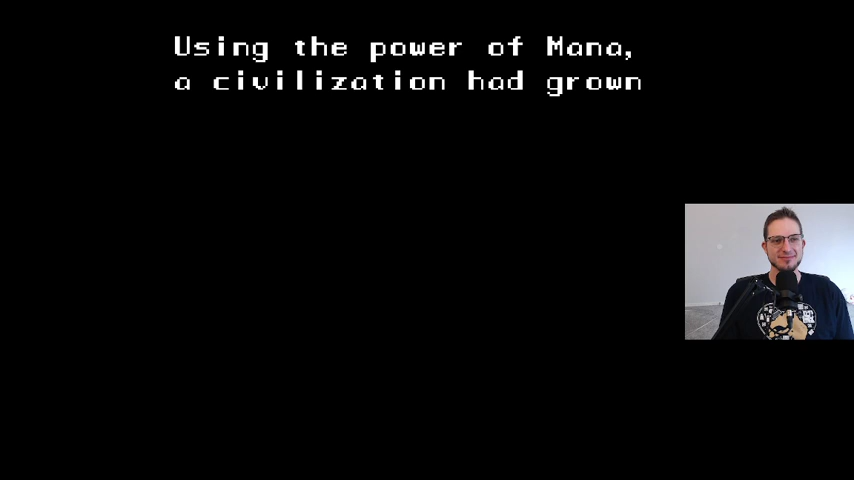 Using the power of Mana,
a civilization had grown